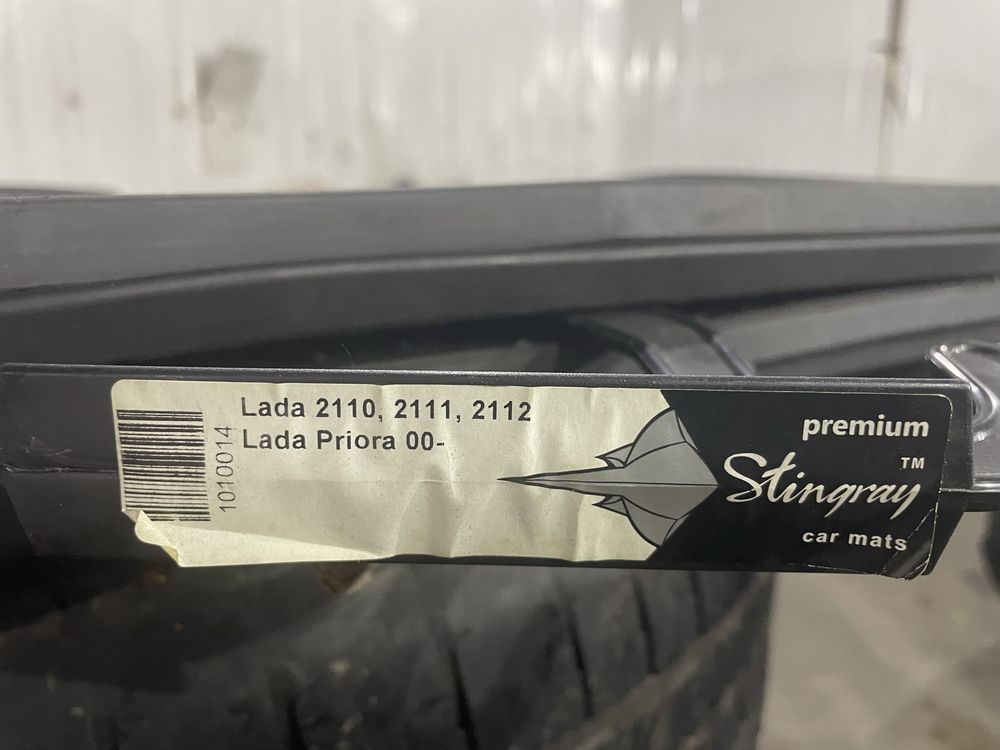 1010014
Lada 2110, 2111, 2112
Lada Priora 00-
premium
Stingray™
car mats